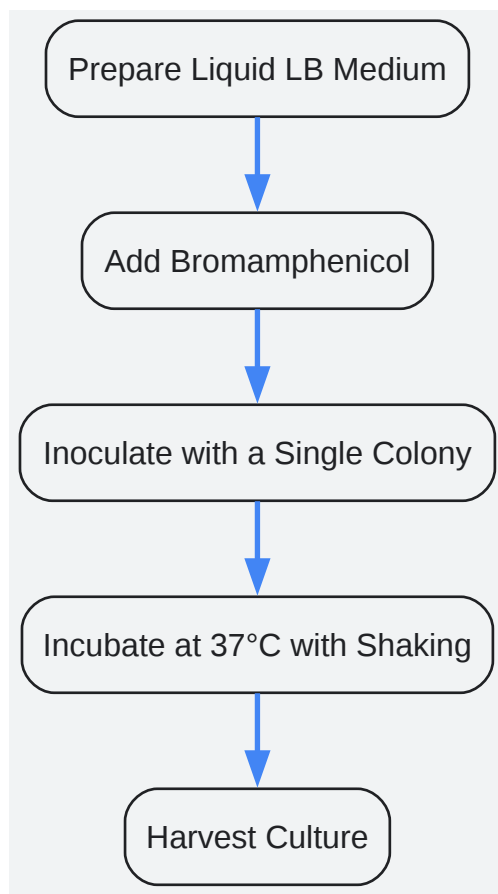 Prepare Liquid LB Medium
Add Bromamphenicol
Inoculate with a Single Colony
Incubate at 37°C with Shaking
Harvest Culture